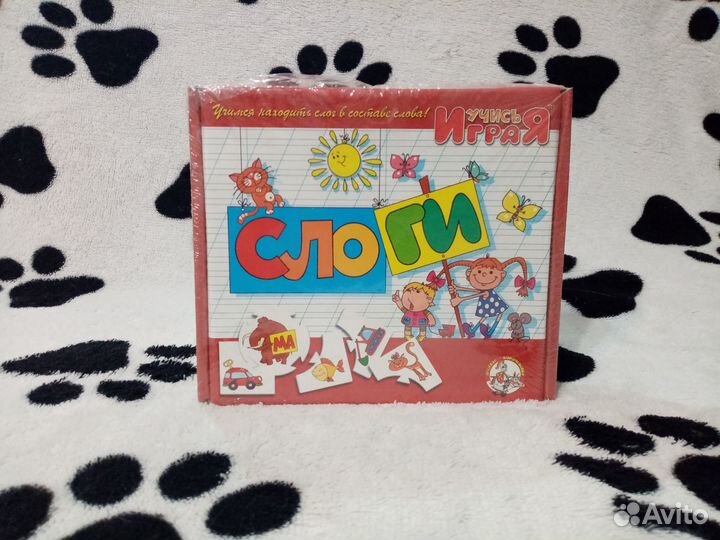 Учимся находить слог в составе слова!
УЧИСЬ
ИГРАЯ
СЛОГИ
МА
Avito